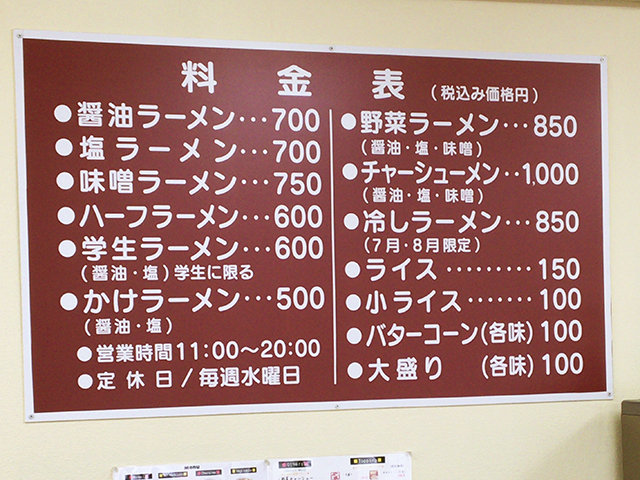 料金表(税込み価格円)
●醤油ラーメン･･･700
●塩ラーメン･･･700
●味噌ラーメン･･･750
●ハーフラーメン･･･600
●学生ラーメン･･･600
(醤油・塩)学生に限る
●かけラーメン･･･500
(醤油・塩)
●営業時間11:00〜20:00
●定休日/毎週水曜日
●野菜ラーメン･･･850
(醤油・塩・味噌)
●チャーシューメン･･1,000
(醤油・塩・味噌)
●冷しラーメン･･･850
(7月・8月限定)
●ライス･････････150
●小ライス･･･････100
●バターコーン(各味)100
●大盛り(各味)100